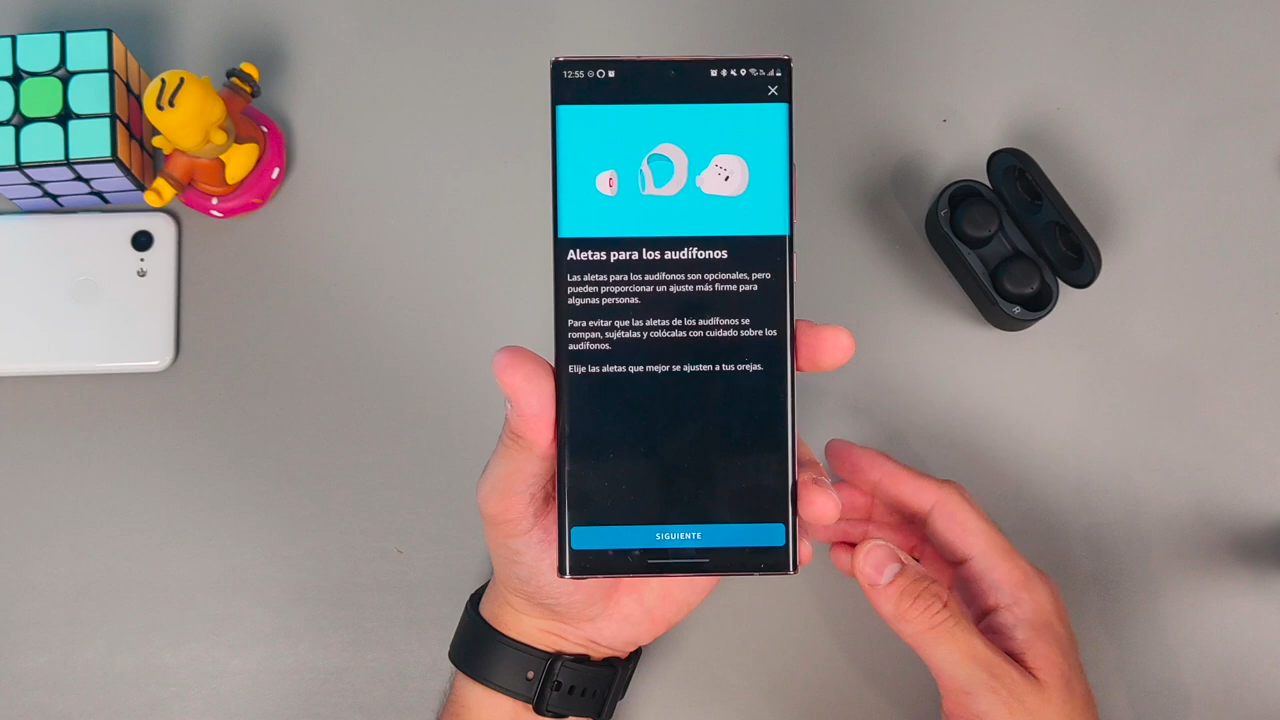 12:55
Aletas para los audífonos
Las aletas para los audífonos son opcionales, pero
pueden proporcionar un ajuste más firme para
algunas personas.
Para evitar que las aletas de los audífonos se
rompan, sujétalas y colócalas con cuidado sobre los
audífonos.
Elije las aletas que mejor se ajusten a tus orejas.
SIGUIENTE
L
R